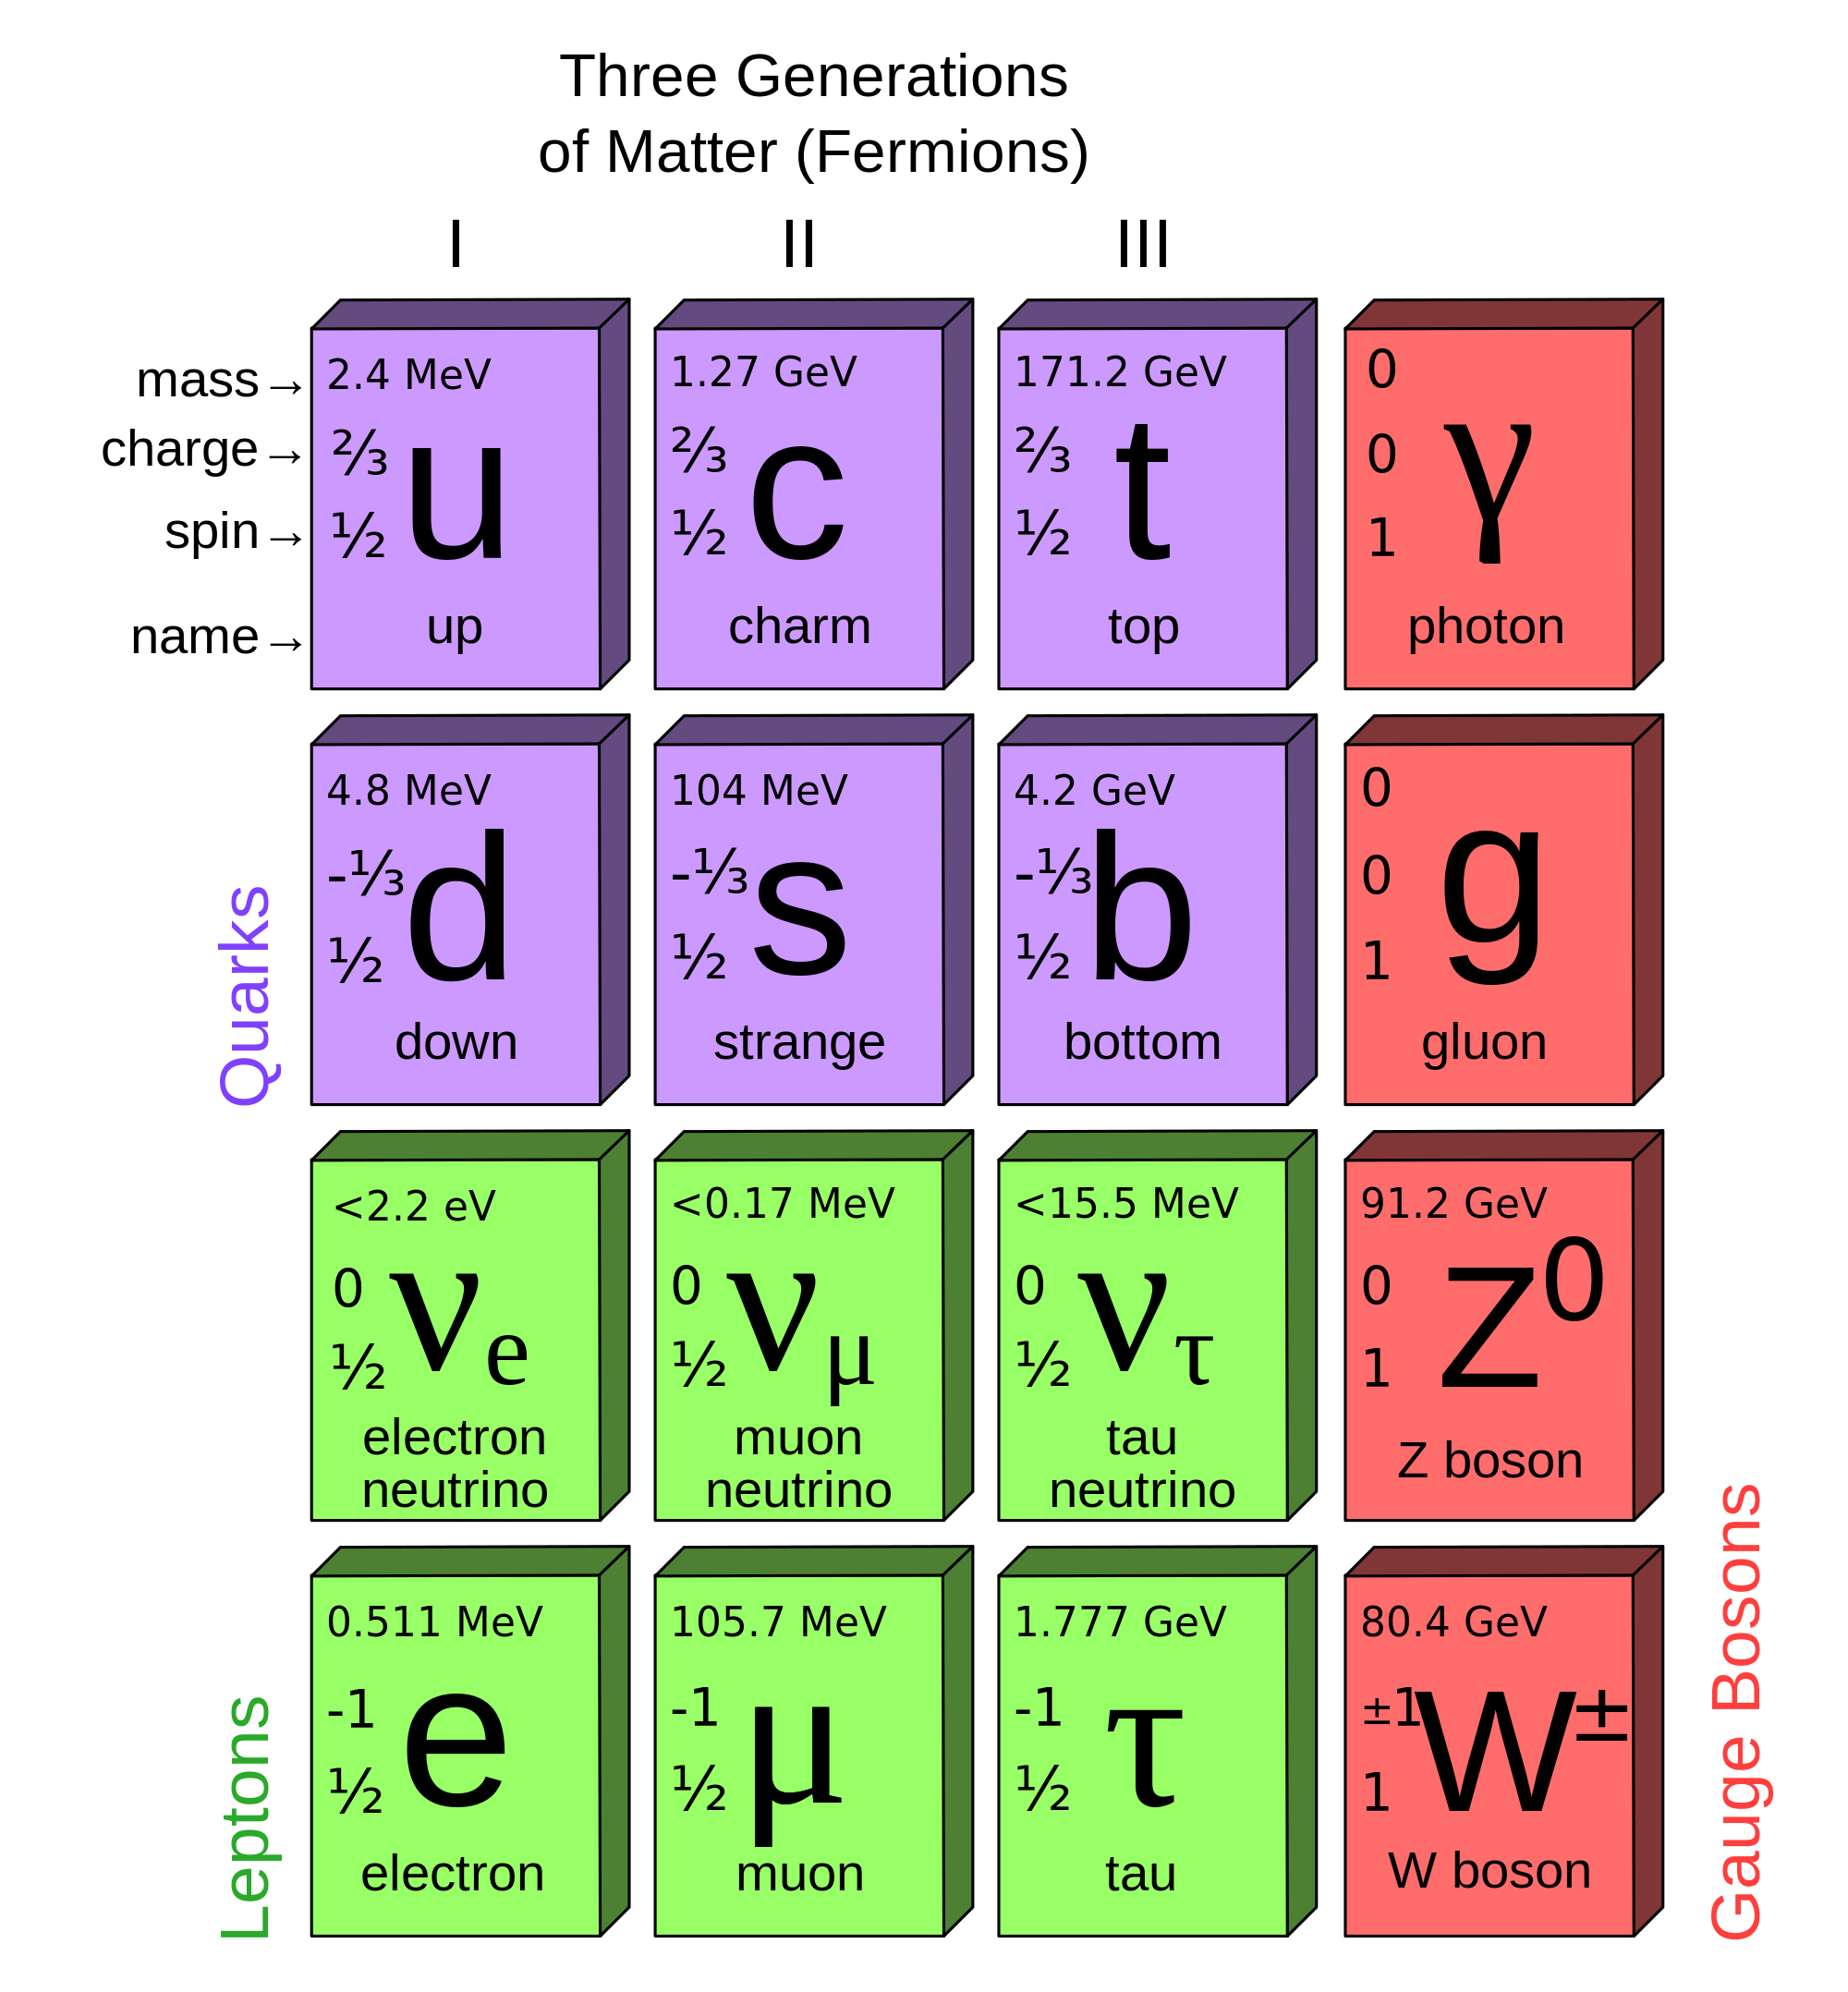 Three Generations
of Matter (Fermions)
I
II
III
mass→
charge→
spin→
name→
2.4 MeV
⅔
½
u
up
1.27 GeV
⅔
½
c
charm
171.2 GeV
⅔
½
t
top
0
0
1
γ
photon
Quarks
4.8 MeV
-⅓
½
d
down
104 MeV
-⅓
½
s
strange
4.2 GeV
-⅓
½
b
bottom
0
0
1
g
gluon
<2.2 eV
0
½
νe
electron
neutrino
<0.17 MeV
0
½
νμ
muon
neutrino
<15.5 MeV
0
½
ντ
tau
neutrino
91.2 GeV
0
1
Z⁰
Z boson
Leptons
0.511 MeV
-1
½
e
electron
105.7 MeV
-1
½
μ
muon
1.777 GeV
-1
½
τ
tau
80.4 GeV
±1
1
W±
W boson
Gauge Bosons